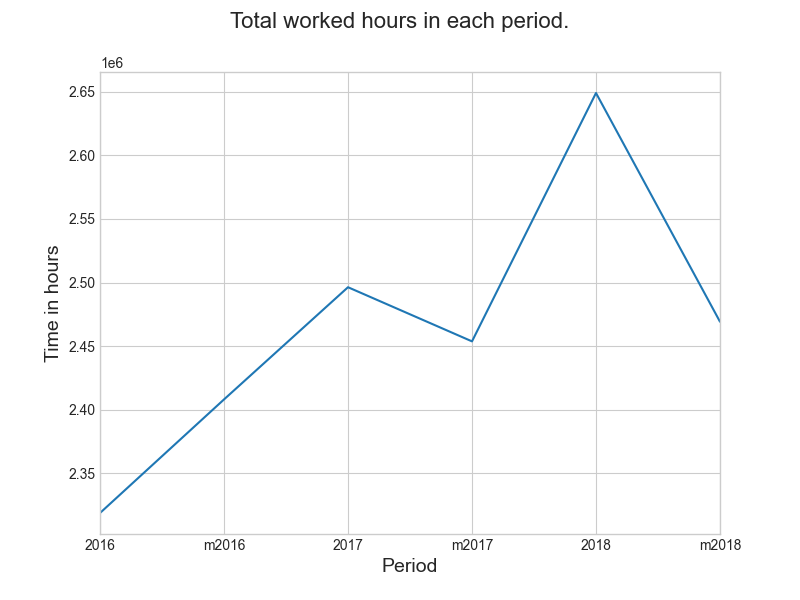 Total worked hours in each period.
1e6
2.65
2.60
2.55
2.50
2.45
2.40
2.35
Time in hours
2016 m2016 2017 m2017 2018 m2018
Period